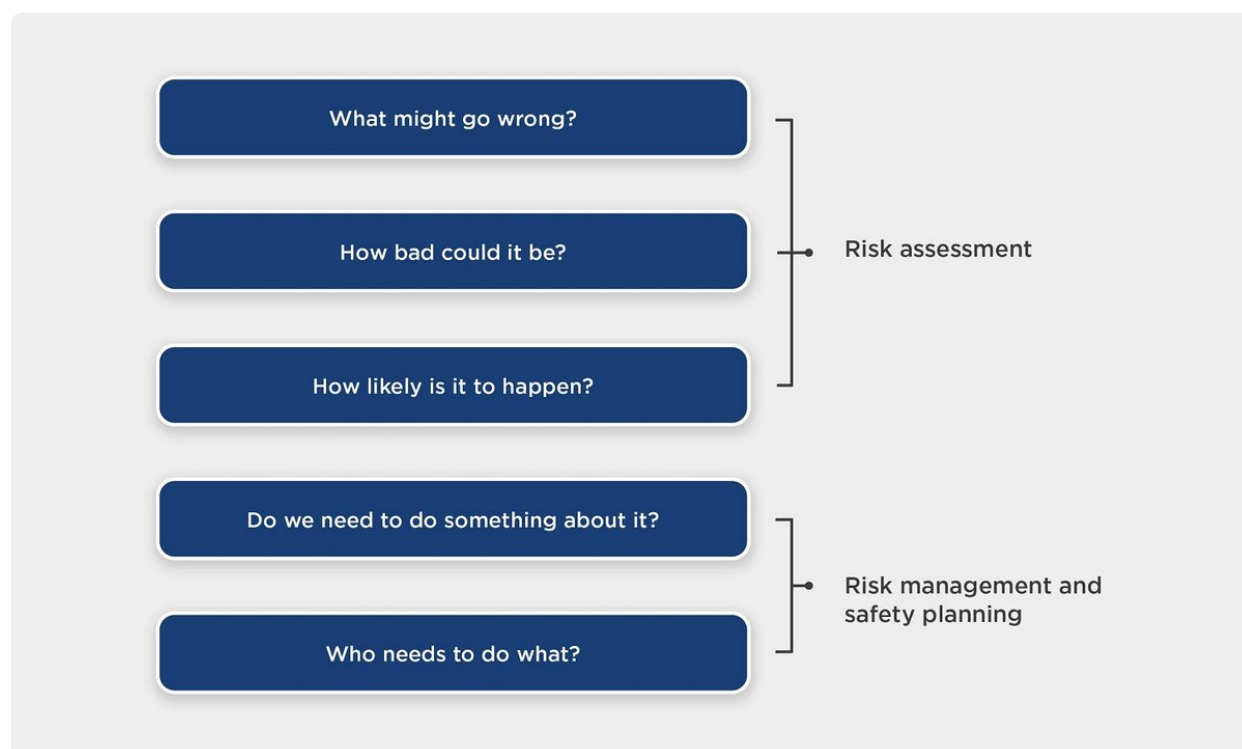 What might go wrong?
How bad could it be?
Risk assessment
How likely is it to happen?
Do we need to do something about it?
Risk management and
safety planning
Who needs to do what?